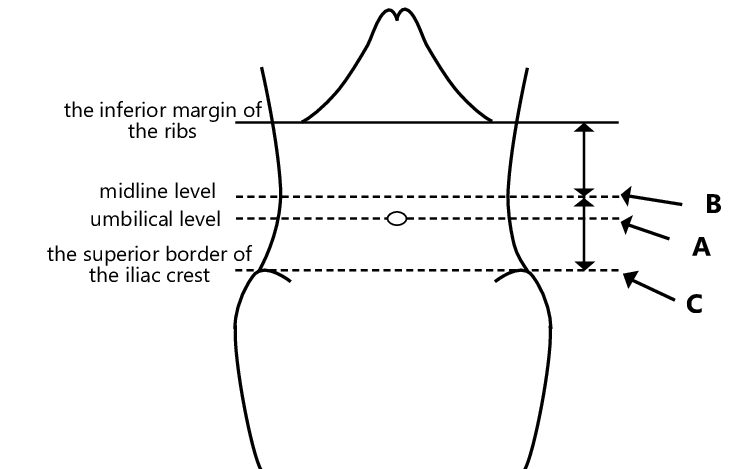 the inferior margin of
the ribs
midline level
B
umbilical level
A
the superior border of
the iliac crest
C